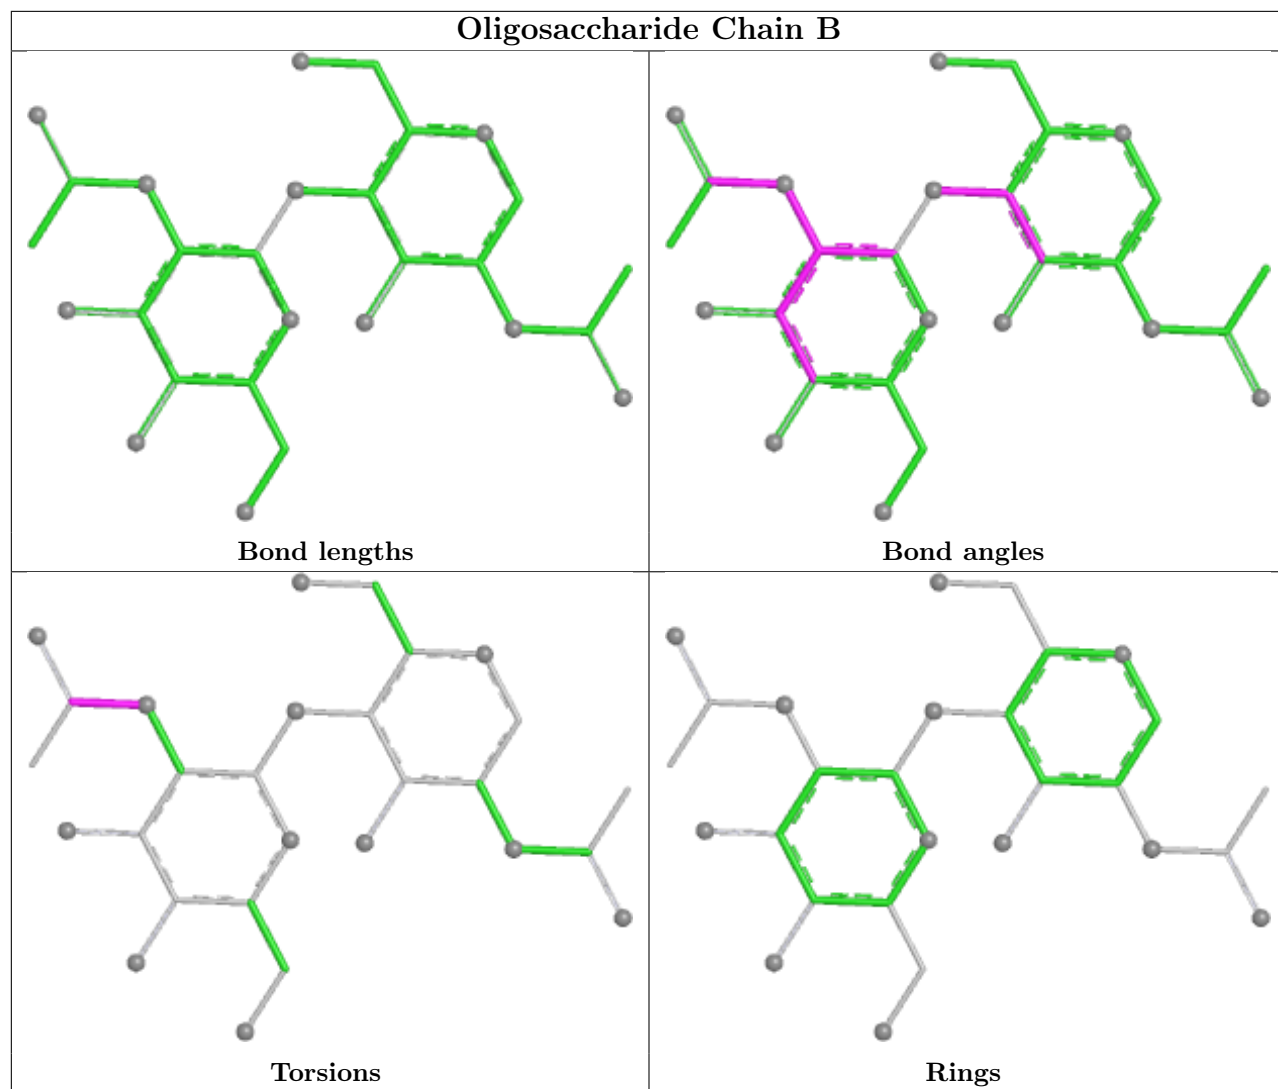 Oligosaccharide Chain B
Bond lengths
Bond angles
Torsions
Rings